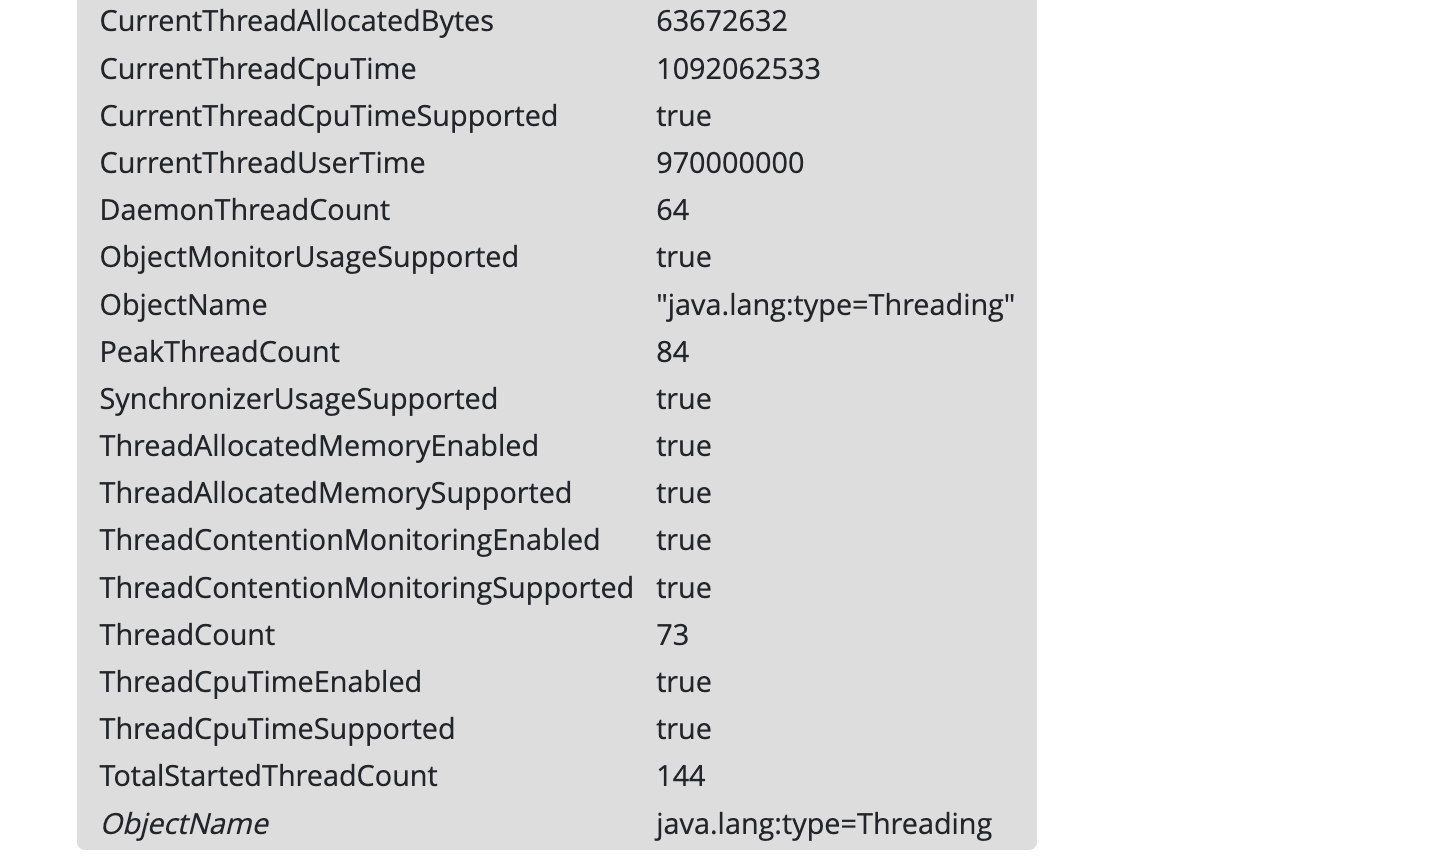 CurrentThreadAllocatedBytes 63672632
CurrentThreadCpuTime 1092062533
CurrentThreadCpuTimeSupported true
CurrentThreadUserTime 970000000
DaemonThreadCount 64
ObjectMonitorUsageSupported true
ObjectName "java.lang:type=Threading"
PeakThreadCount 84
SynchronizerUsageSupported true
ThreadAllocatedMemoryEnabled true
ThreadAllocatedMemorySupported true
ThreadContentionMonitoringEnabled true
ThreadContentionMonitoringSupported true
ThreadCount 73
ThreadCpuTimeEnabled true
ThreadCpuTimeSupported true
TotalStartedThreadCount 144
ObjectName java.lang:type=Threading